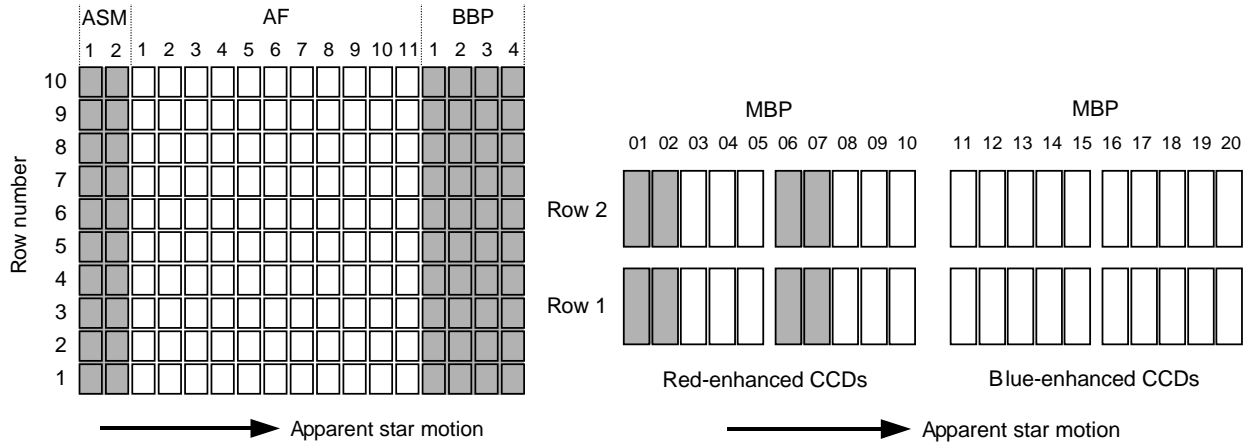 ASM AF BBP
1 2 1 2 3 4 5 6 7 8 9 10 11 1 2 3 4
Row number
10
9
8
7
6
5
4
3
2
1
Apparent star motion
MBP MBP
01 02 03 04 05 06 07 08 09 10 11 12 13 14 15 16 17 18 19 20
Row 2
Row 1
Red-enhanced CCDs Blue-enhanced CCDs
Apparent star motion